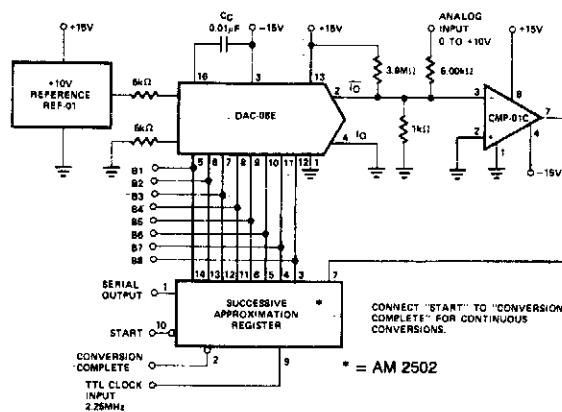 +15V
+10V
REFERENCE
REF-01
5kΩ
5kΩ
CC
0.01µF
-15V
+15V
16
3
13
DAC-08E
2
IO
4
IO
3.9MΩ
ANALOG
INPUT
0 TO +10V
5.00kΩ
1kΩ
+15V
8
3
-
CMP-01C
7
2
+
1
4
-15V
5 6 7 8 9 10 11 12 1
B1
B2
B3
B4
B5
B6
B7
B8
14 13 12 11 6 5 4 3
7
SERIAL
OUTPUT
1
SUCCESSIVE
APPROXIMATION
REGISTER
*
START
10
CONVERSION
COMPLETE
2
9
TTL CLOCK
INPUT
2.25MHz
CONNECT "START" TO "CONVERSION
COMPLETE" FOR CONTINUOUS
CONVERSIONS.
* = AM 2502